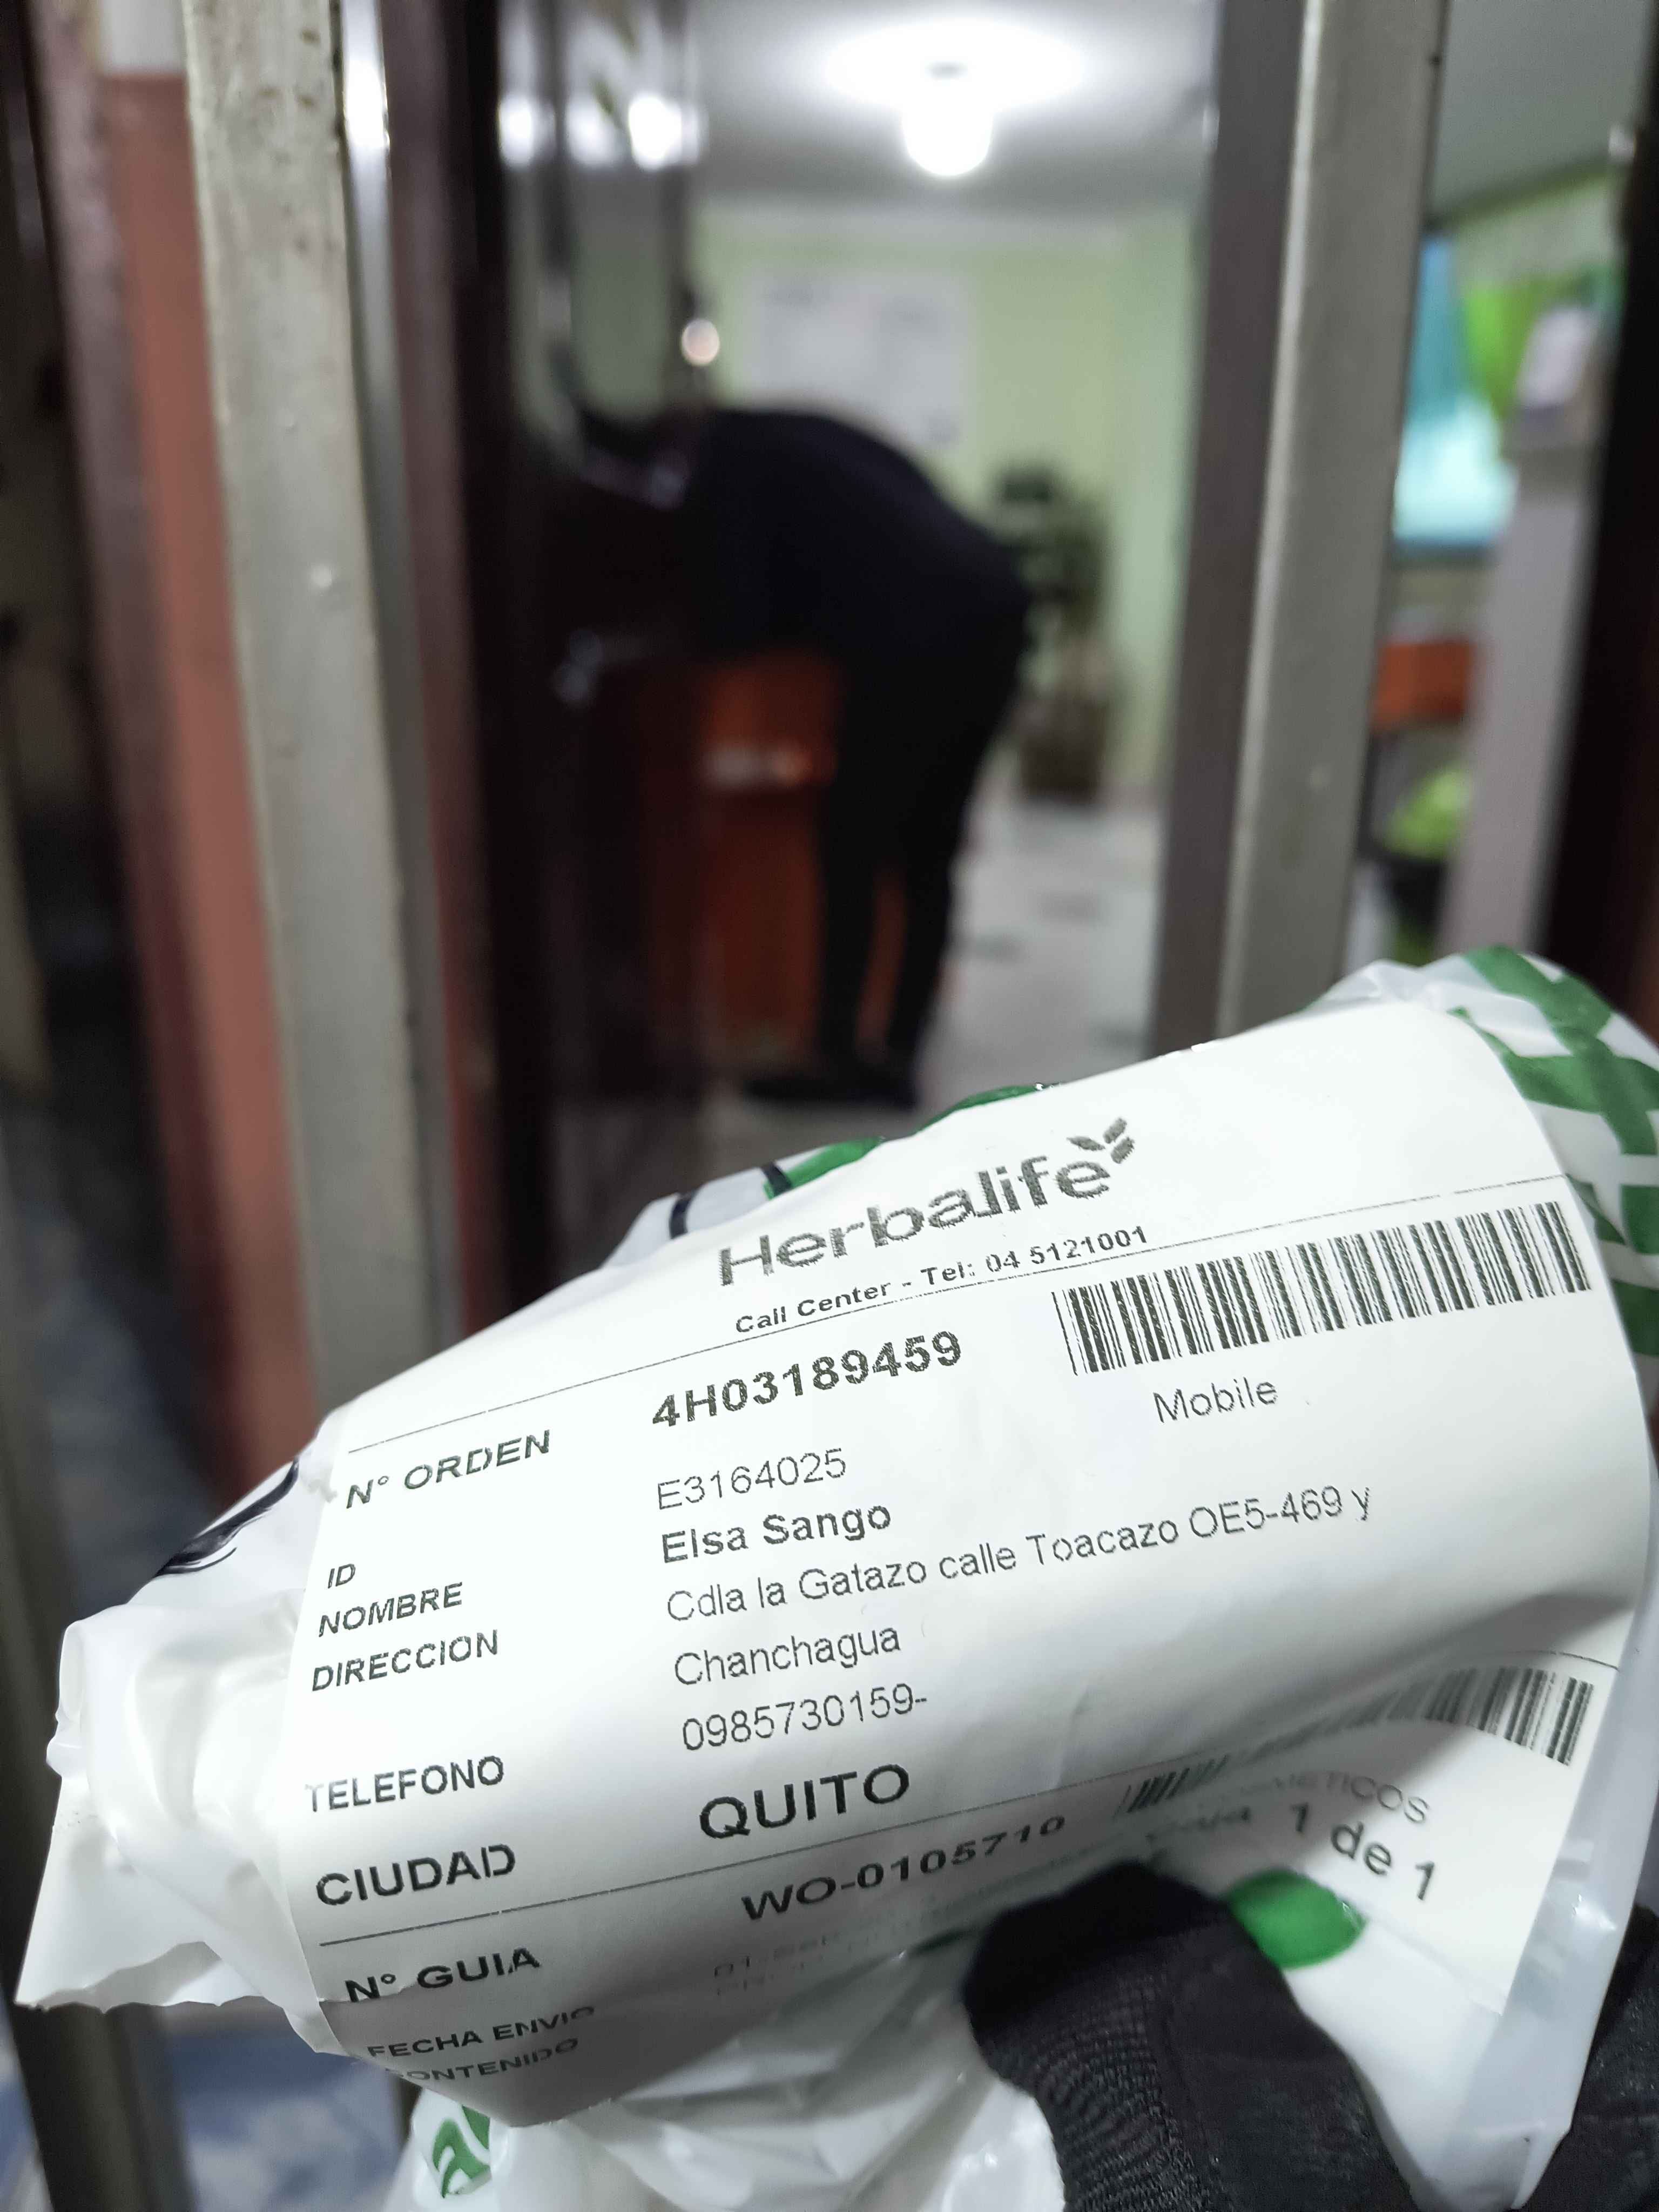 Herbalife
Call Center - Tel: 04 5121001
N° ORDEN 4H03189459
Mobile
ID E3164025
NOMBRE Elsa Sango
DIRECCION Cdla la Gatazo calle Toacazo OE5-469 y
Chanchagua
TELEFONO 0985730159-
CIUDAD QUITO
N° GUIA WO-0105710
1 de 1
FECHA ENVIO